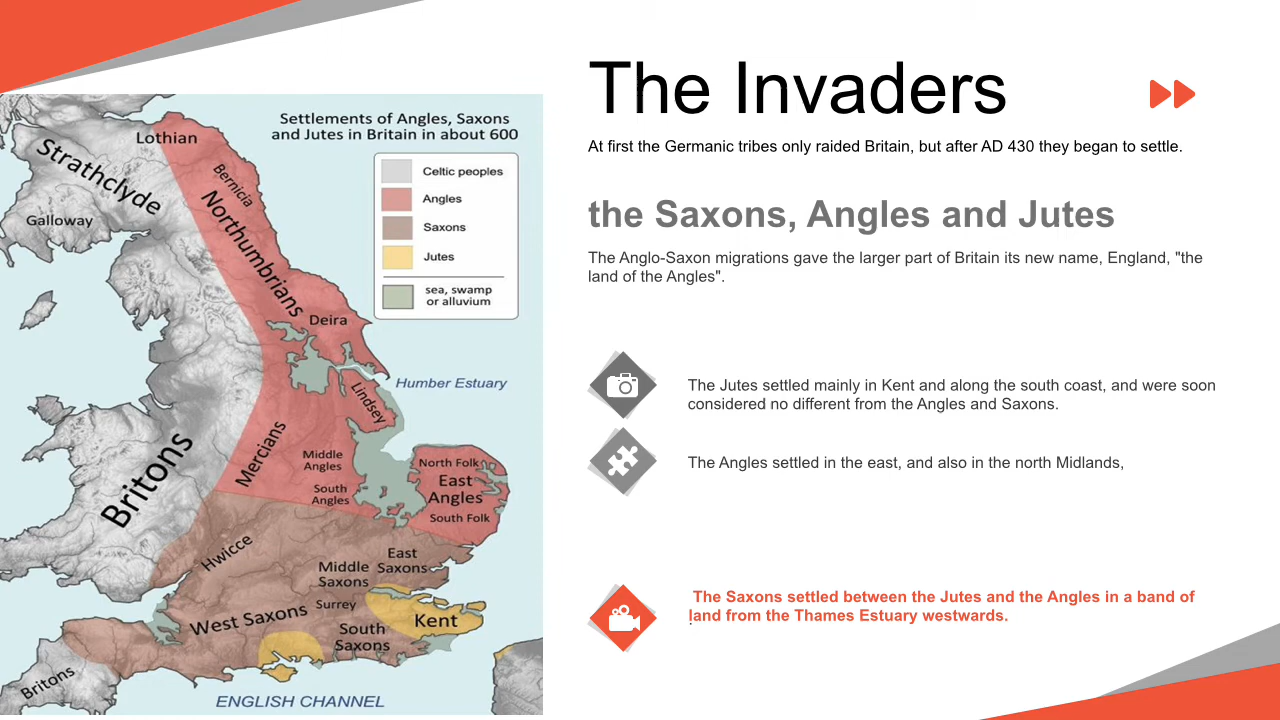 The Invaders
At first the Germanic tribes only raided Britain, but after AD 430 they began to settle.
the Saxons, Angles and Jutes
The Anglo-Saxon migrations gave the larger part of Britain its new name, England, "the
land of the Angles".
The Jutes settled mainly in Kent and along the south coast, and were soon
considered no different from the Angles and Saxons.
The Angles settled in the east, and also in the north Midlands,
The Saxons settled between the Jutes and the Angles in a band of
land from the Thames Estuary westwards.
.
Settlements of Angles, Saxons
and Jutes in Britain in about 600
Celtic peoples
Angles
Saxons
Jutes
sea, swamp
or alluvium
Lothian
Strathclyde
Bernicia
Galloway
Northumbrians
Deira
Humber Estuary
Lindsey
Mercians
Britons
Middle
Angles
South
Angles
North Folk
East
Angles
South Folk
Hwicce
East
Saxons
Middle
Saxons
West Saxons
Surrey
Kent
South
Saxons
Britons
ENGLISH CHANNEL